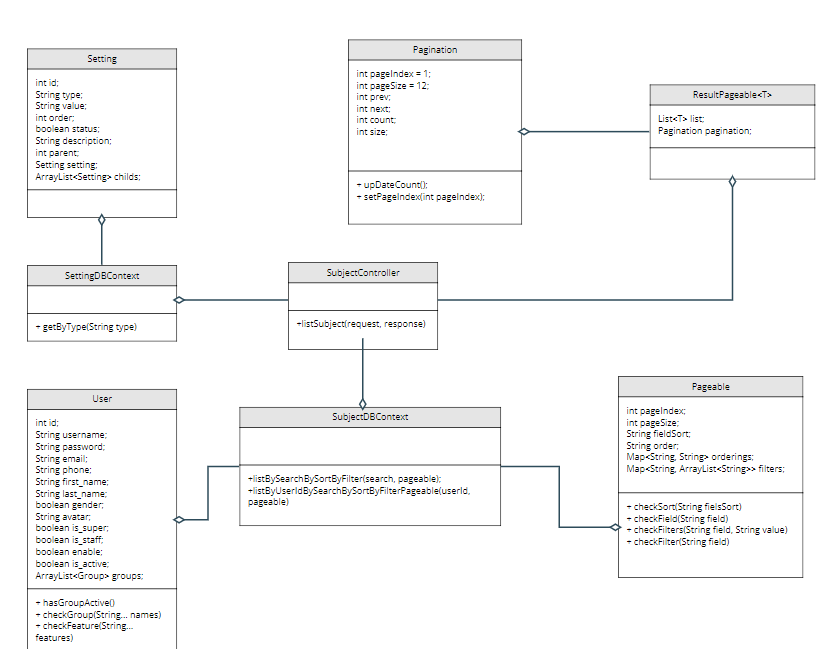 Setting
int id;
String type;
String value;
int order;
boolean status;
String description;
int parent;
Setting setting;
ArrayList<Setting> childs;
Pagination
int pageIndex = 1;
int pageSize = 12;
int prev;
int next;
int count;
int size;
+ upDateCount();
+ setPageIndex(int pageIndex);
ResultPageable<T>
List<T> list;
Pagination pagination;
SettingDBContext
+ getByType(String type)
SubjectController
+listSubject(request, response)
User
int id;
String username;
String password;
String email;
String phone;
String first_name;
String last_name;
boolean gender;
String avatar;
boolean is_super;
boolean is_staff;
boolean enable;
boolean is_active;
ArrayList<Group> groups;
+ hasGroupActive()
+ checkGroup(String... names)
+ checkFeature(String...
features)
SubjectDBContext
+listBySearchBySortByFilter(search, pageable);
+listByUserIdBySearchBySortByFilterPageable(userId,
pageable)
Pageable
int pageIndex;
int pageSize;
String fieldSort;
String order;
Map<String, String> orderings;
Map<String, ArrayList<String>> filters;
+ checkSort(String fielsSort)
+ checkField(String field)
+ checkFilters(String field, String value)
+ checkFilter(String field)